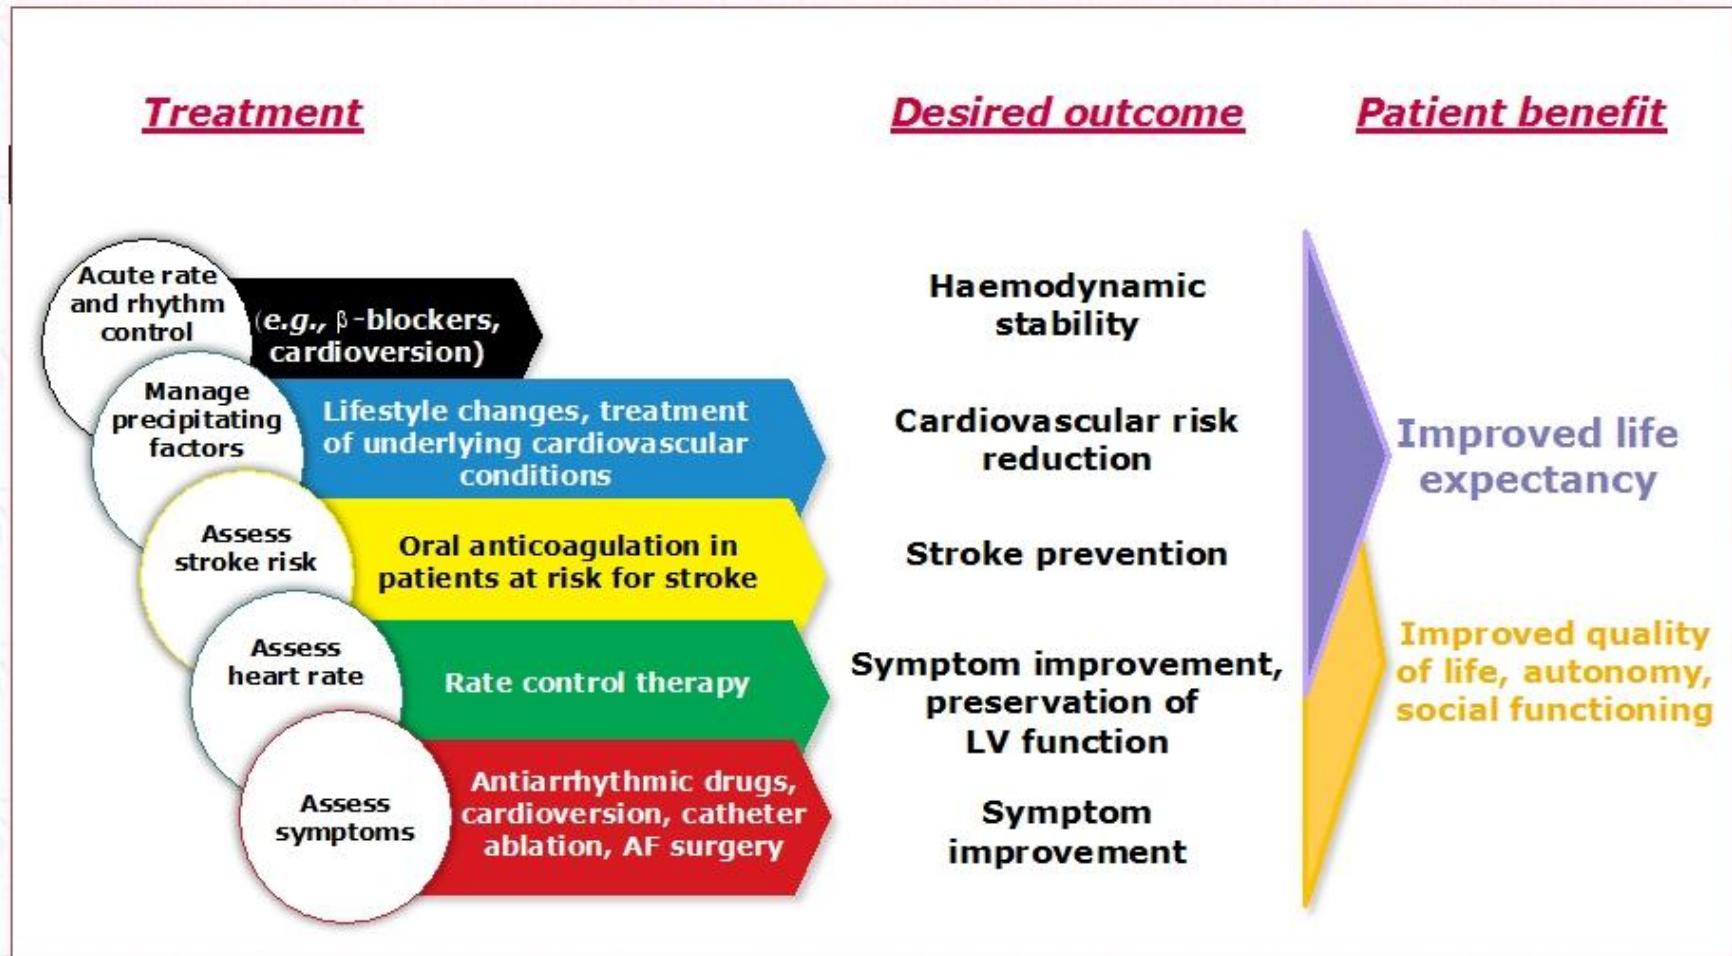 Treatment
Desired outcome
Patient benefit
Acute rate
and rhythm
control
(e.g., β-blockers,
cardioversion)
Haemodynamic
stability
Manage
precipitating
factors
Lifestyle changes, treatment
of underlying cardiovascular
conditions
Cardiovascular risk
reduction
Improved life
expectancy
Assess
stroke risk
Oral anticoagulation in
patients at risk for stroke
Stroke prevention
Assess
heart rate
Rate control therapy
Symptom improvement,
preservation of
LV function
Improved quality
of life, autonomy,
social functioning
Assess
symptoms
Antiarrhythmic drugs,
cardioversion, catheter
ablation, AF surgery
Symptom
improvement